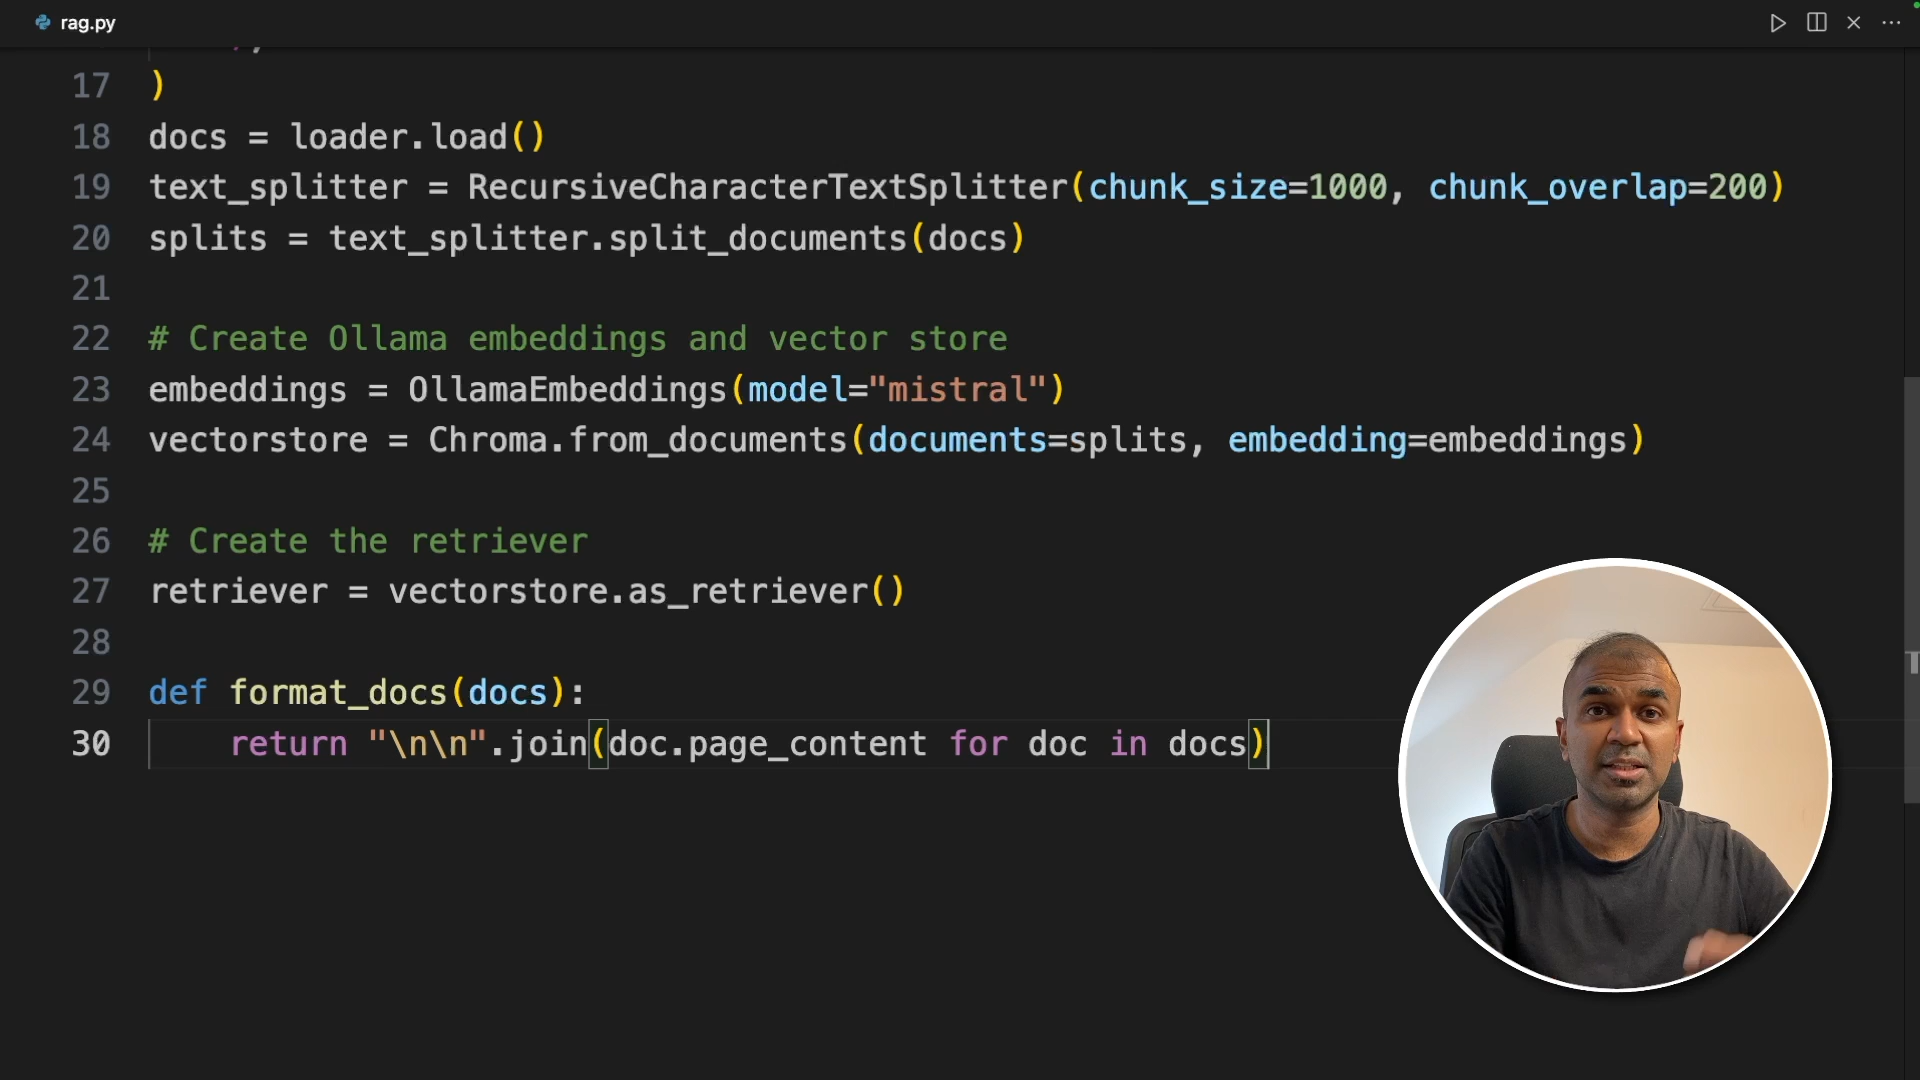 rag.py
17 )
18 docs = loader.load()
19 text_splitter = RecursiveCharacterTextSplitter(chunk_size=1000, chunk_overlap=200)
20 splits = text_splitter.split_documents(docs)
21
22 # Create Ollama embeddings and vector store
23 embeddings = OllamaEmbeddings(model="mistral")
24 vectorstore = Chroma.from_documents(documents=splits, embedding=embeddings)
25
26 # Create the retriever
27 retriever = vectorstore.as_retriever()
28
29 def format_docs(docs):
30     return "\n\n".join(doc.page_content for doc in docs)